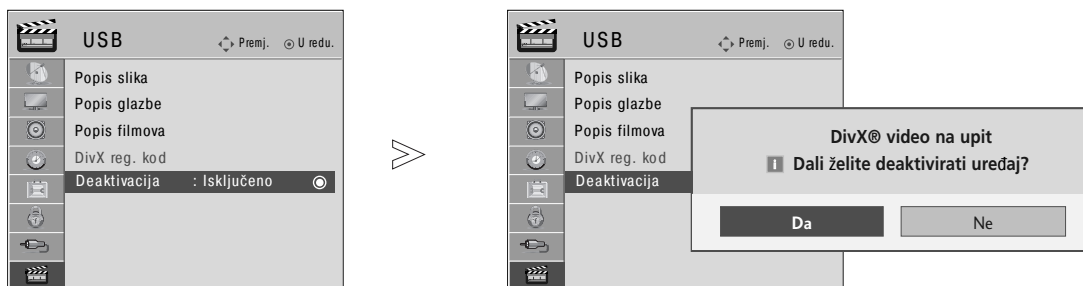 USB Premj. U redu.
Popis slika
Popis glazbe
Popis filmova
DivX reg. kod
Deaktivacija : Isključeno
USB Premj. U redu.
Popis slika
Popis glazbe
Popis filmova
DivX reg. kod
Deaktivacija
DivX® video na upit
i Dali želite deaktivirati uređaj?
Da Ne